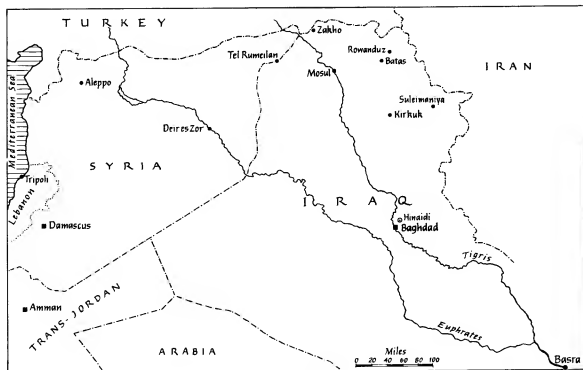 TURKEY
Zakho
Rowanduz
Tel Rumeilan
Batas
IRAN
Mosul
Aleppo
Suleimaniya
Kirkuk
Mediterranean Sea
Deir es Zor
SYRIA
Tripoli
IRAQ
Lebanon
Hinaidi
Damascus
Baghdad
Tigris
Amman
TRANS-JORDAN
Euphrates
ARABIA
Miles
20 0 20 40 60 80 100
Basra